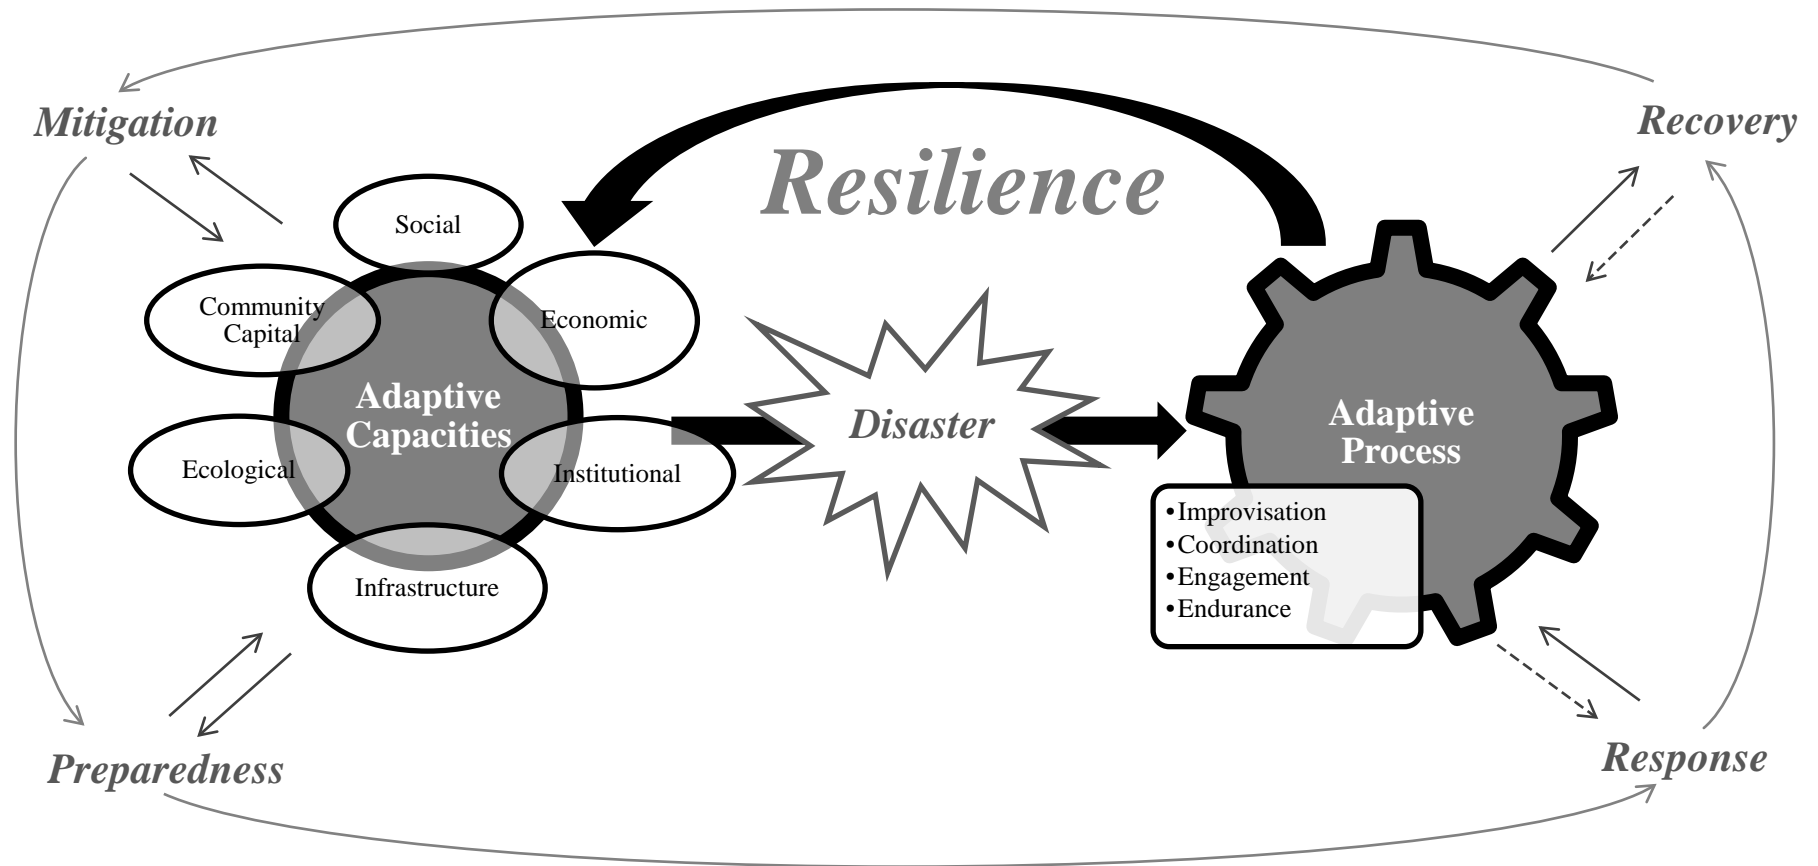 Mitigation
Recovery
Resilience
Social
Community
Capital
Economic
Adaptive
Capacities
Disaster
Adaptive
Process
Ecological
Institutional
•Improvisation
•Coordination
•Engagement
•Endurance
Infrastructure
Preparedness
Response